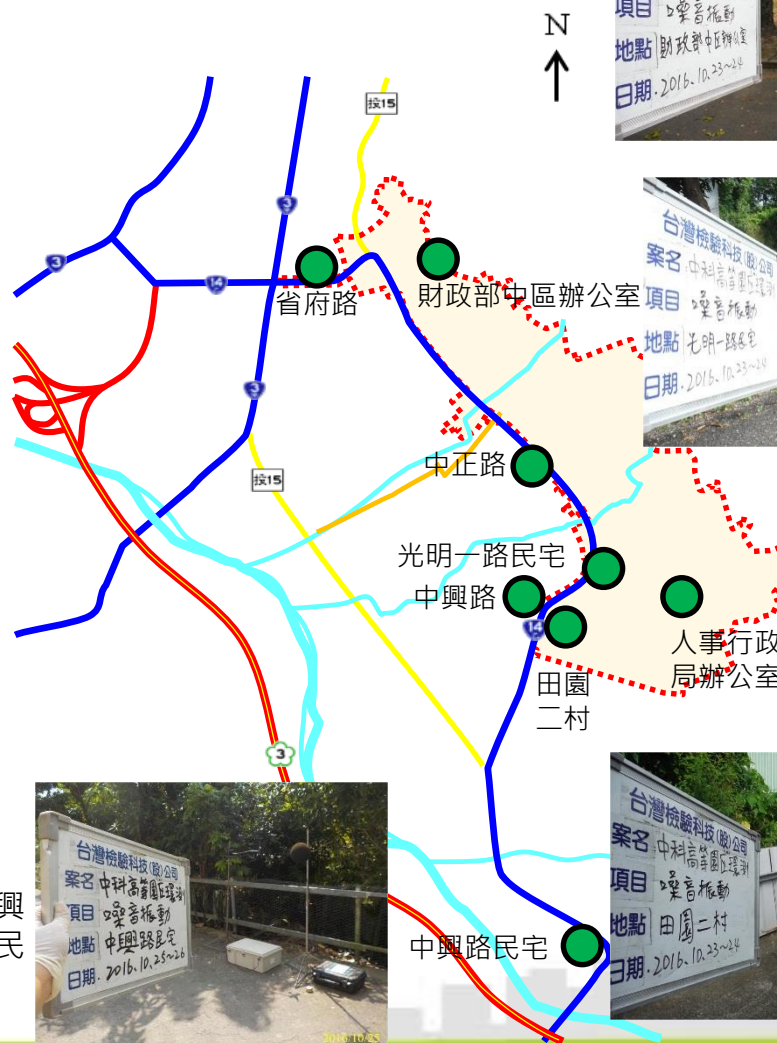 N
項目 噪音振動
地點 財政部中區辦公室
日期 2016.10.23~24
投15
3
3
14
省府路
財政部中區辦公室
台灣檢驗科技(股)公司
案名 中科高等園區環測
項目 噪音振動
地點 光明一路民宅
日期 2016.10.23~24
3
中正路
投15
光明一路民宅
中興路
14
人事行政
局辦公室
田園
二村
3
台灣檢驗科技(股)公司
案名 中科高等園區環測
項目 噪音振動
地點 中興路民宅
日期 2016.10.25~26
2016/10/25
興
民
台灣檢驗科技(股)公司
案名 中科高等園區環測
項目 噪音振動
地點 田園二村
日期 2016.10.23~24
中興路民宅